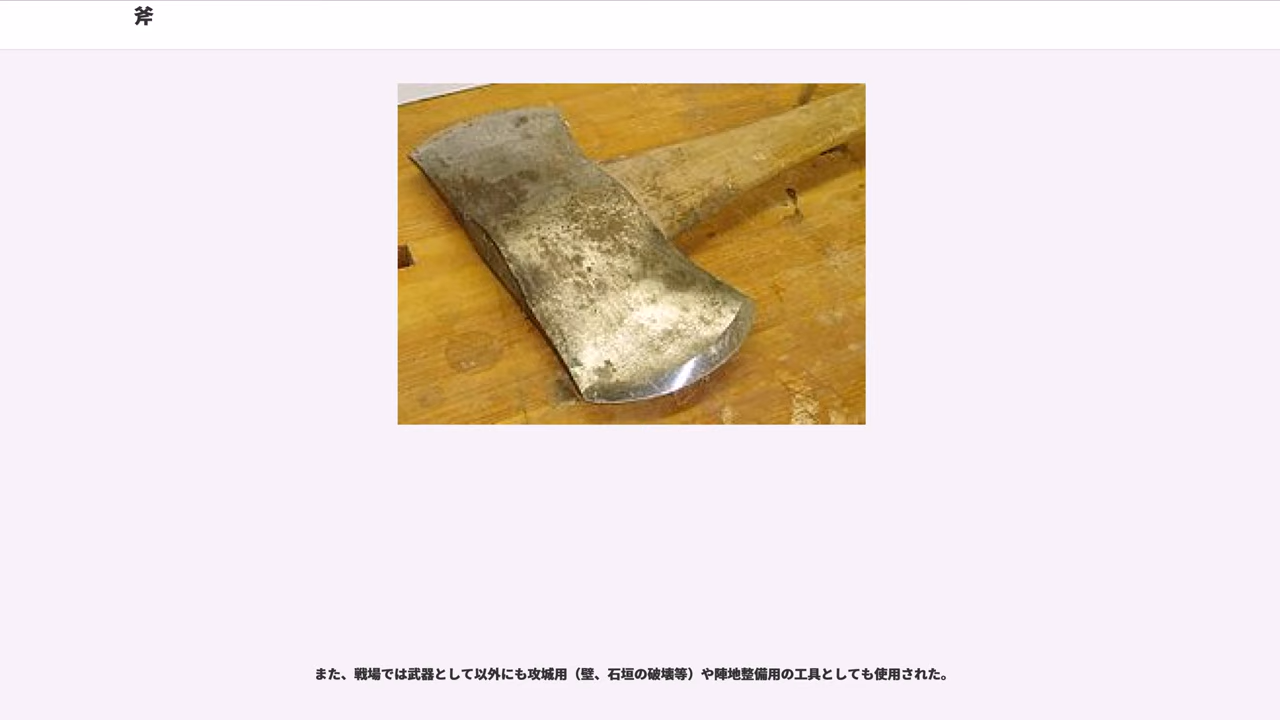 斧
また、戦場では武器として以外にも攻城用（壁、石垣の破壊等）や陣地整備用の工具としても使用された。